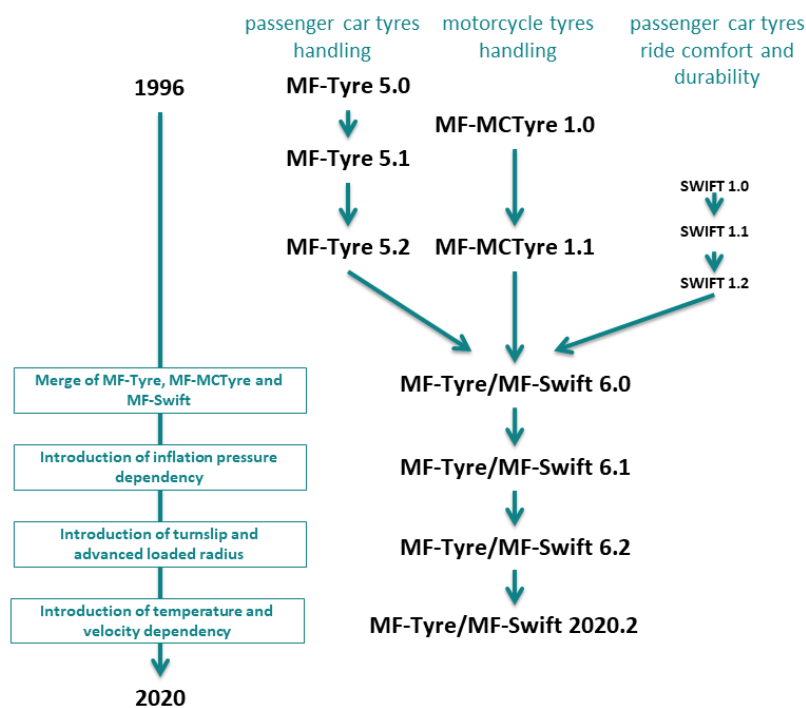 passenger car tyres
handling
motorcycle tyres
handling
passenger car tyres
ride comfort and
durability
1996
MF-Tyre 5.0
MF-MCTyre 1.0
MF-Tyre 5.1
SWIFT 1.0
SWIFT 1.1
MF-Tyre 5.2
MF-MCTyre 1.1
SWIFT 1.2
Merge of MF-Tyre, MF-MCTyre and
MF-Swift
MF-Tyre/MF-Swift 6.0
Introduction of inflation pressure
dependency
MF-Tyre/MF-Swift 6.1
Introduction of turnslip and
advanced loaded radius
MF-Tyre/MF-Swift 6.2
Introduction of temperature and
velocity dependency
MF-Tyre/MF-Swift 2020.2
2020